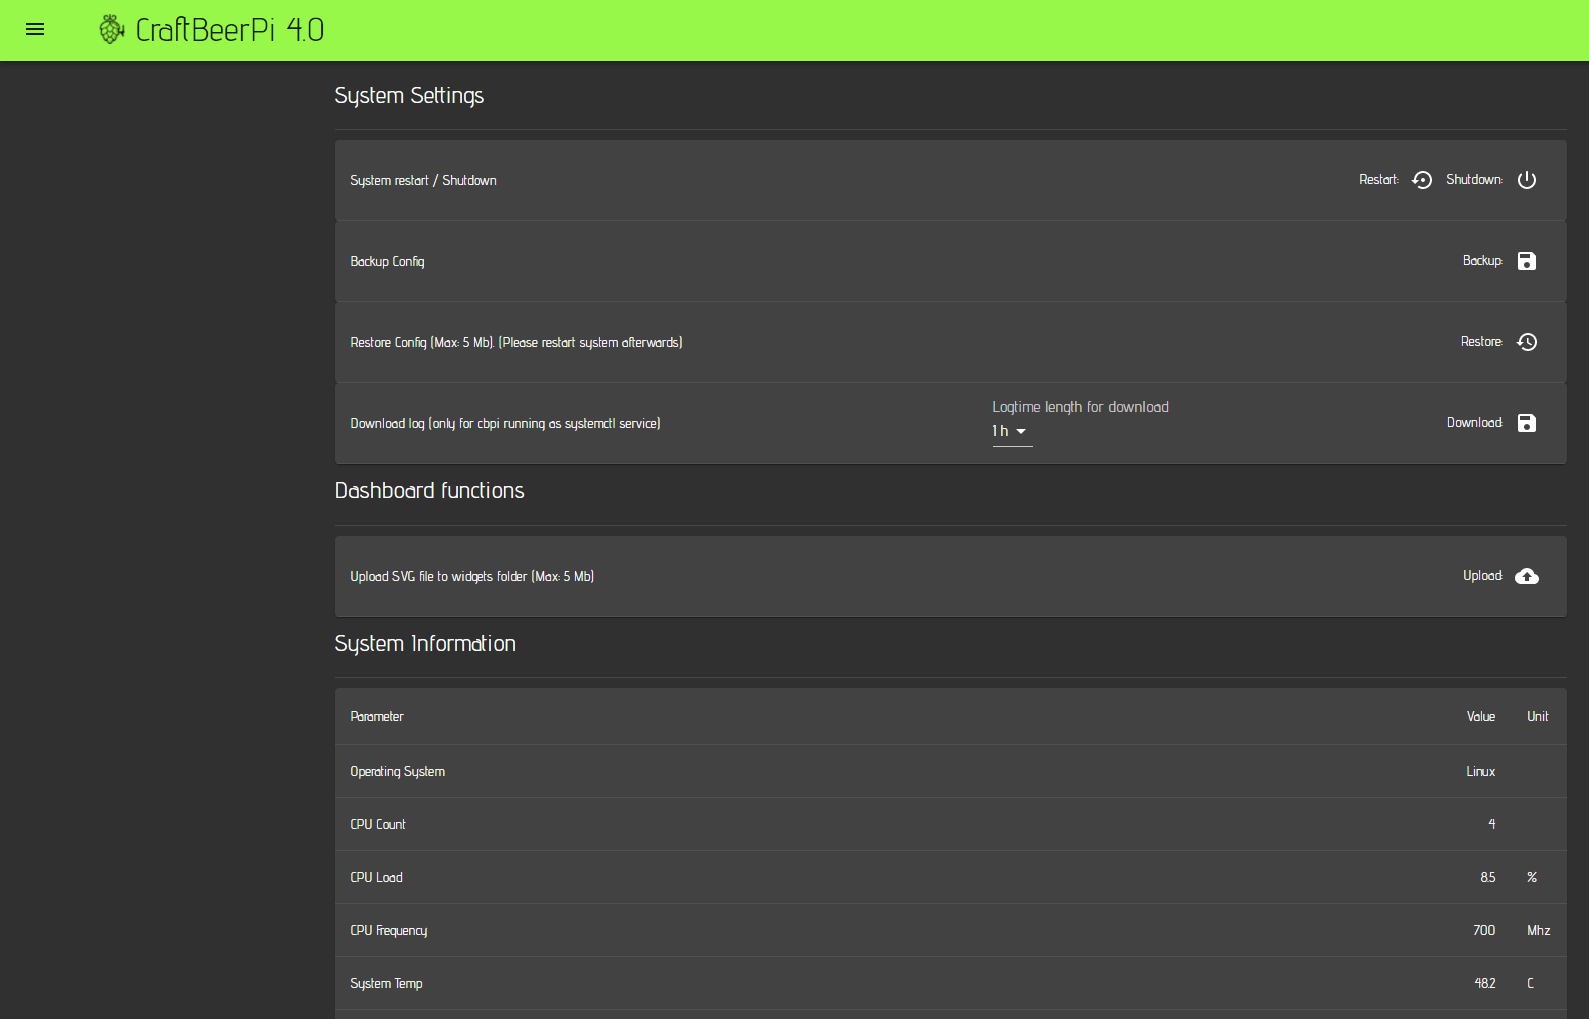 CraftBeerPi 4.0
System Settings
System restart / Shutdown
Restart:
Shutdown:
Backup Config
Backup:
Restore Config (Max: 5 Mb). (Please restart system afterwards)
Restore:
Download log (only for cbpi running as systemctl service)
Logtime length for download
1 h
Download:
Dashboard functions
Upload SVG file to widgets folder (Max: 5 Mb)
Upload:
System Information
Parameter Value Unit
Operating System Linux
CPU Count 4
CPU Load 8.5 %
CPU Frequency 700 Mhz
System Temp 48.2 C